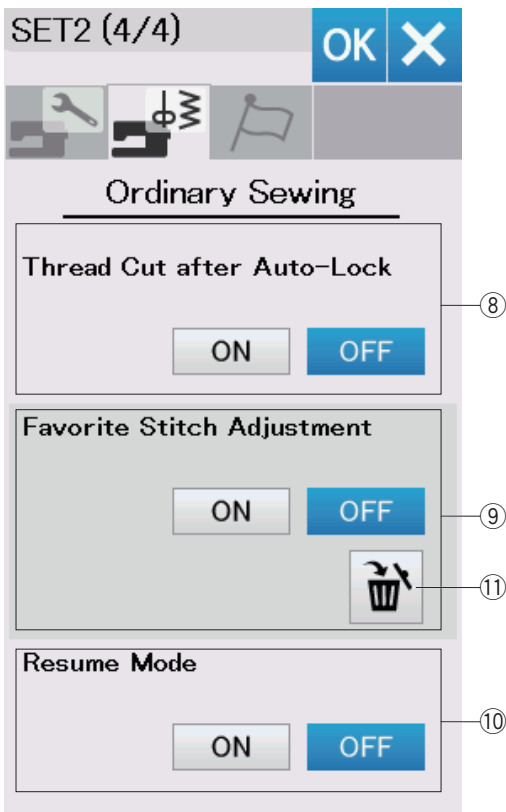 SET2 (4/4)
OK
Ordinary Sewing
Thread Cut after Auto-Lock
ON OFF
⑧
Favorite Stitch Adjustment
ON OFF
⑨
⑪
Resume Mode
ON OFF
⑩